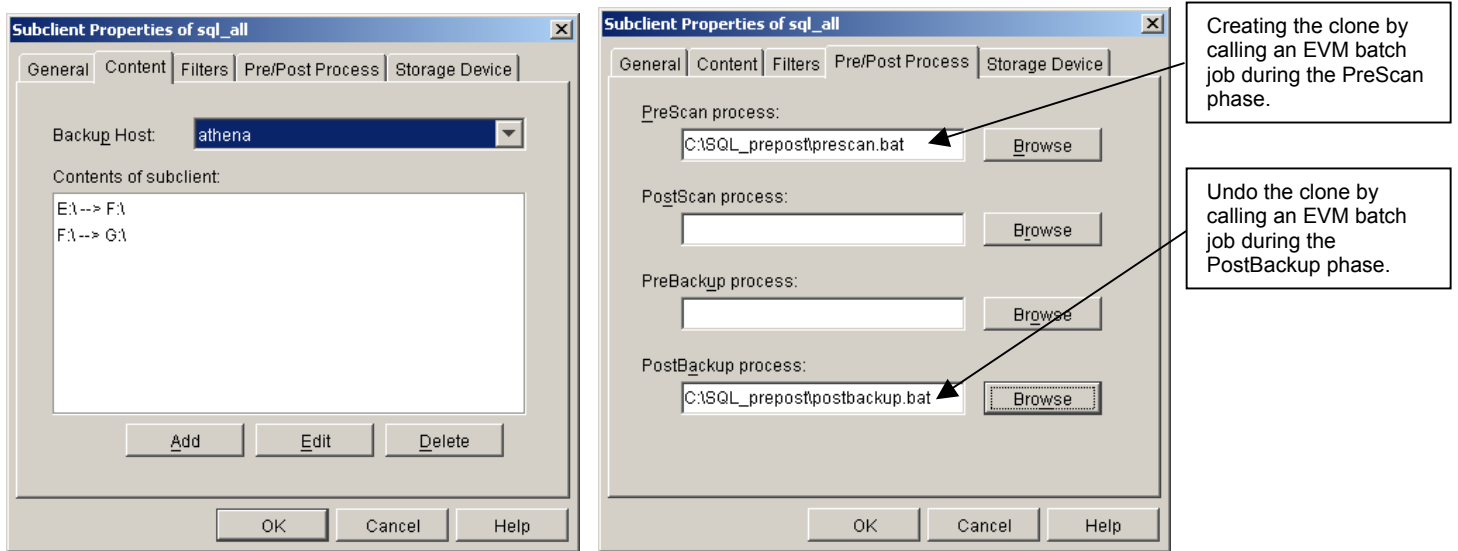 Subclient Properties of sql_all
General Content Filters Pre/Post Process Storage Device
Backup Host: athena
Contents of subclient:
E:\ --> F:\
F:\ --> G:\
Add Edit Delete
OK Cancel Help
Subclient Properties of sql_all
General Content Filters Pre/Post Process Storage Device
PreScan process:
C:\SQL_prepost\prescan.bat Browse
PostScan process:
Browse
PreBackup process:
Browse
PostBackup process:
C:\SQL_prepost\postbackup.bat Browse
OK Cancel Help
Creating the clone by
calling an EVM batch
job during the PreScan
phase.
Undo the clone by
calling an EVM batch
job during the
PostBackup phase.